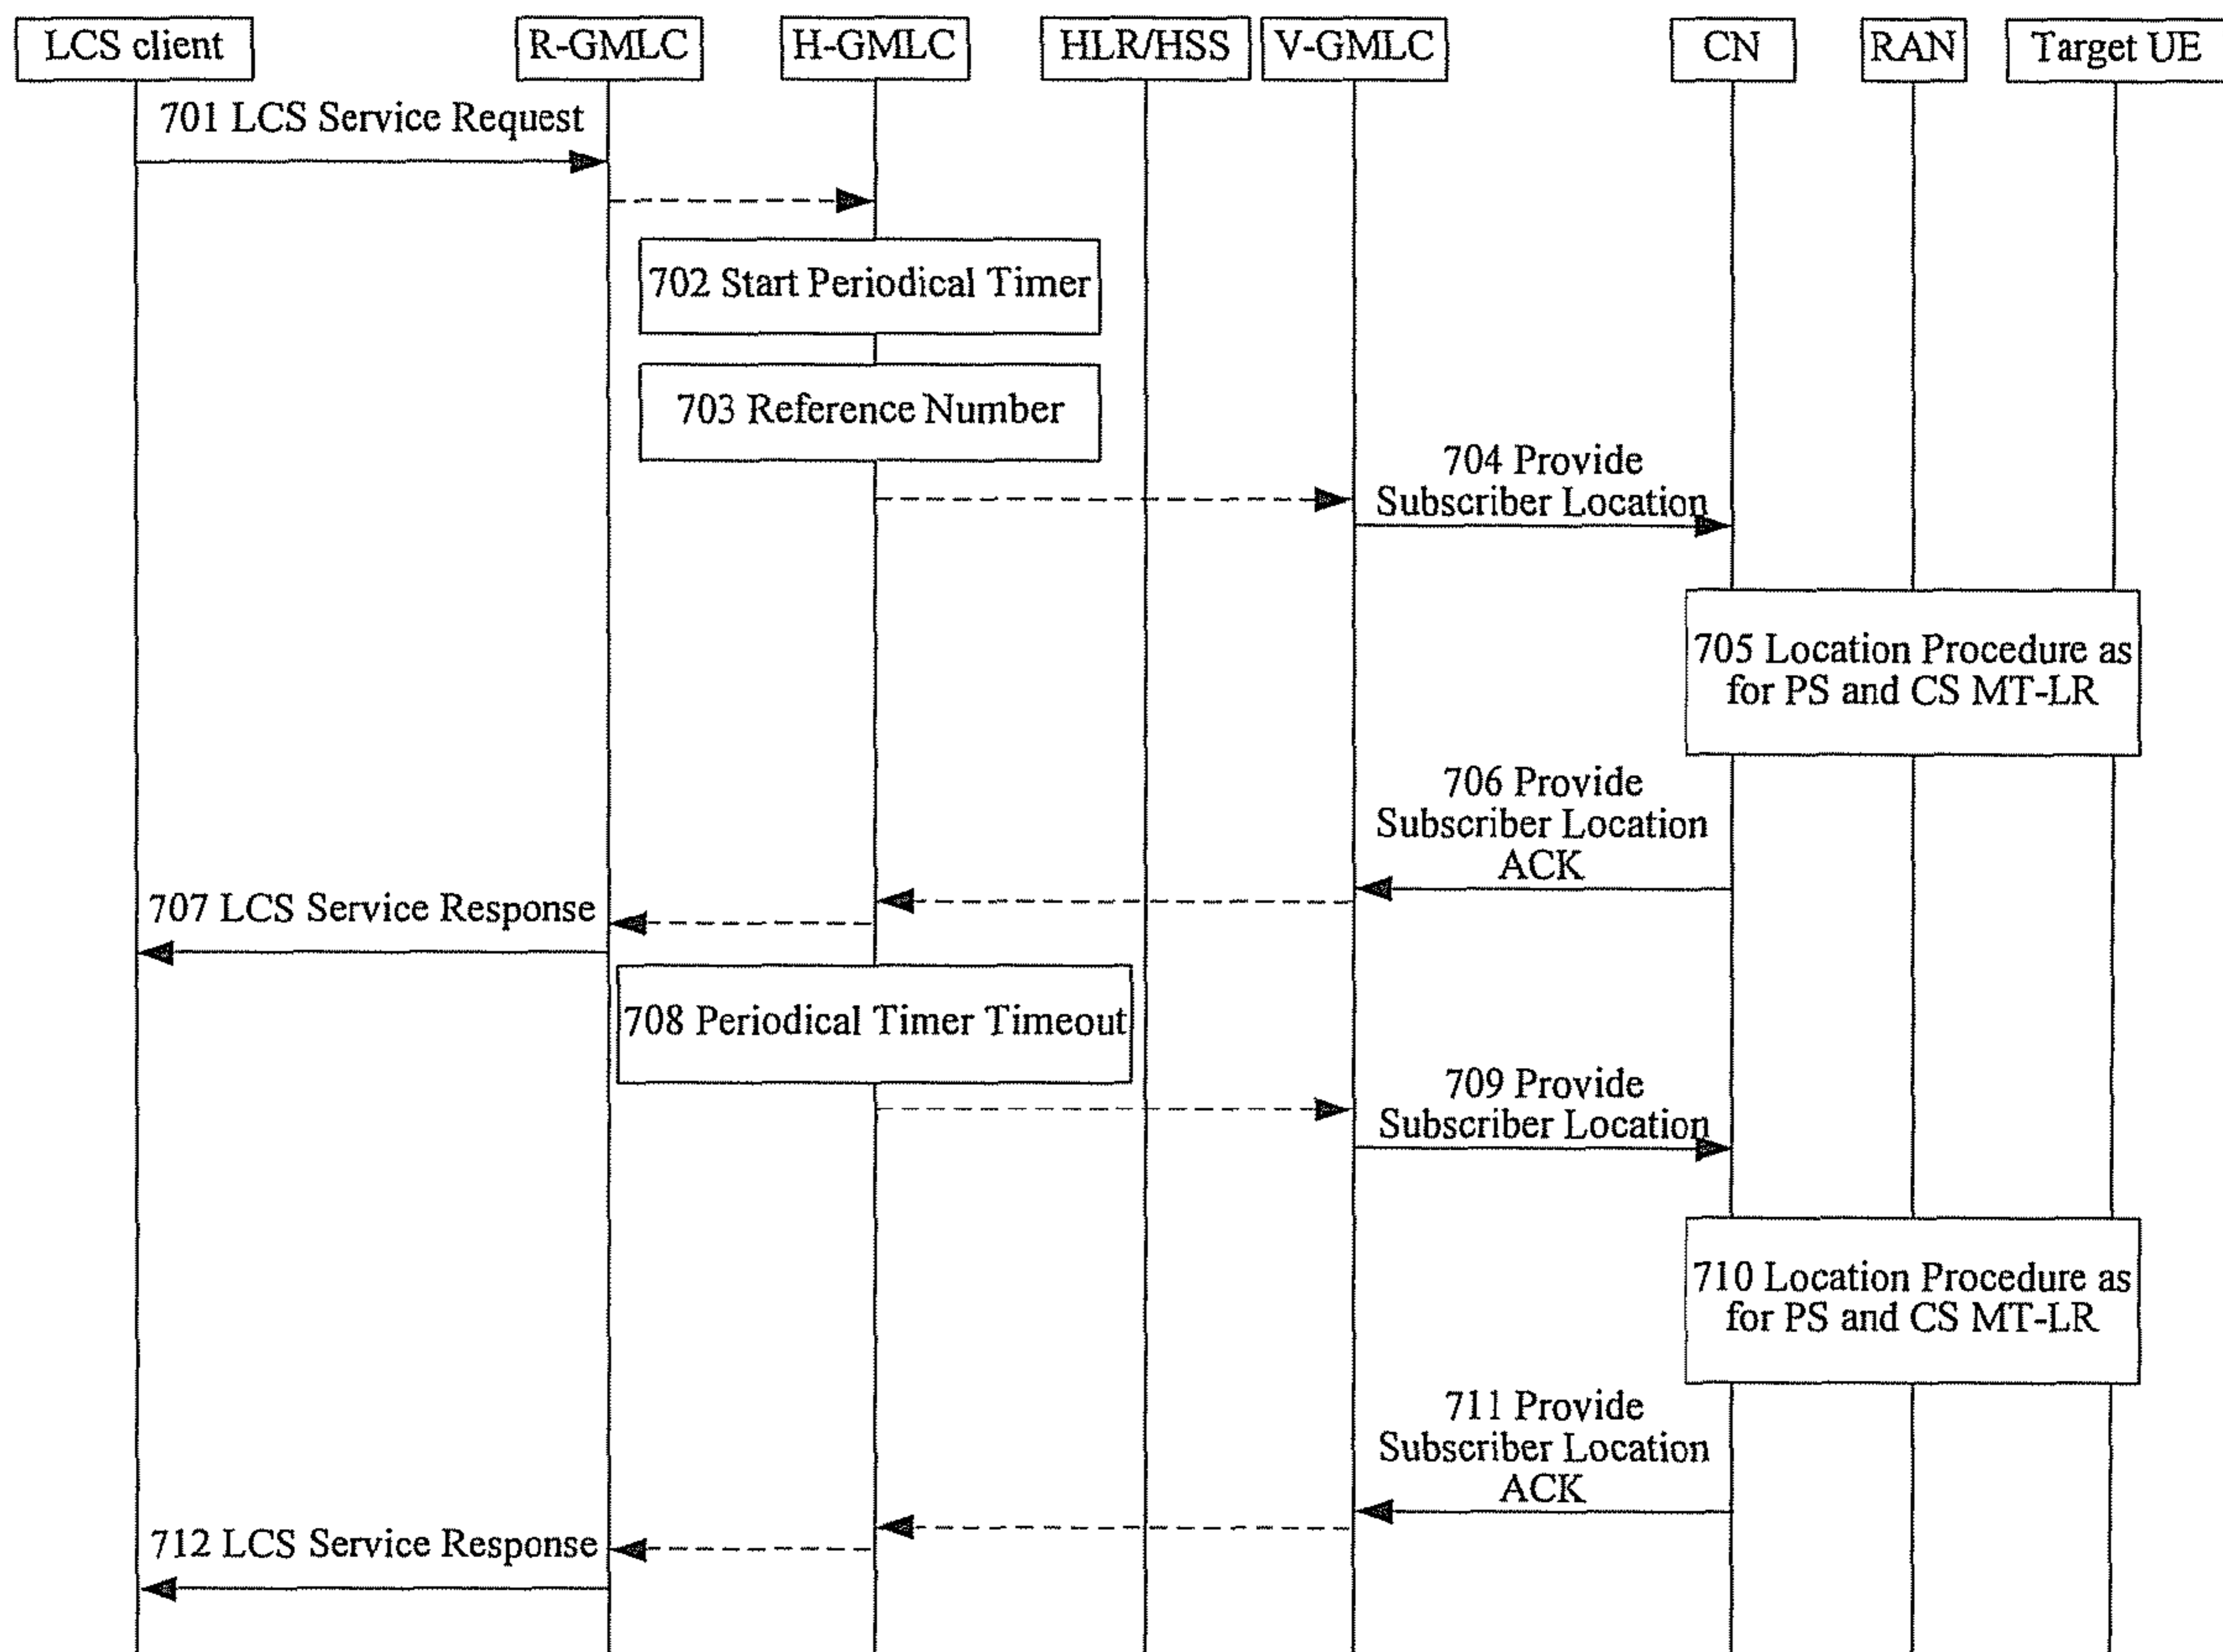 LCS client
R-GMLC
H-GMLC
HLR/HSS
V-GMLC
CN
RAN
Target UE
701 LCS Service Request
702 Start Periodical Timer
703 Reference Number
704 Provide
Subscriber Location
705 Location Procedure as
for PS and CS MT-LR
706 Provide
Subscriber Location
ACK
707 LCS Service Response
708 Periodical Timer Timeout
709 Provide
Subscriber Location
710 Location Procedure as
for PS and CS MT-LR
711 Provide
Subscriber Location
ACK
712 LCS Service Response